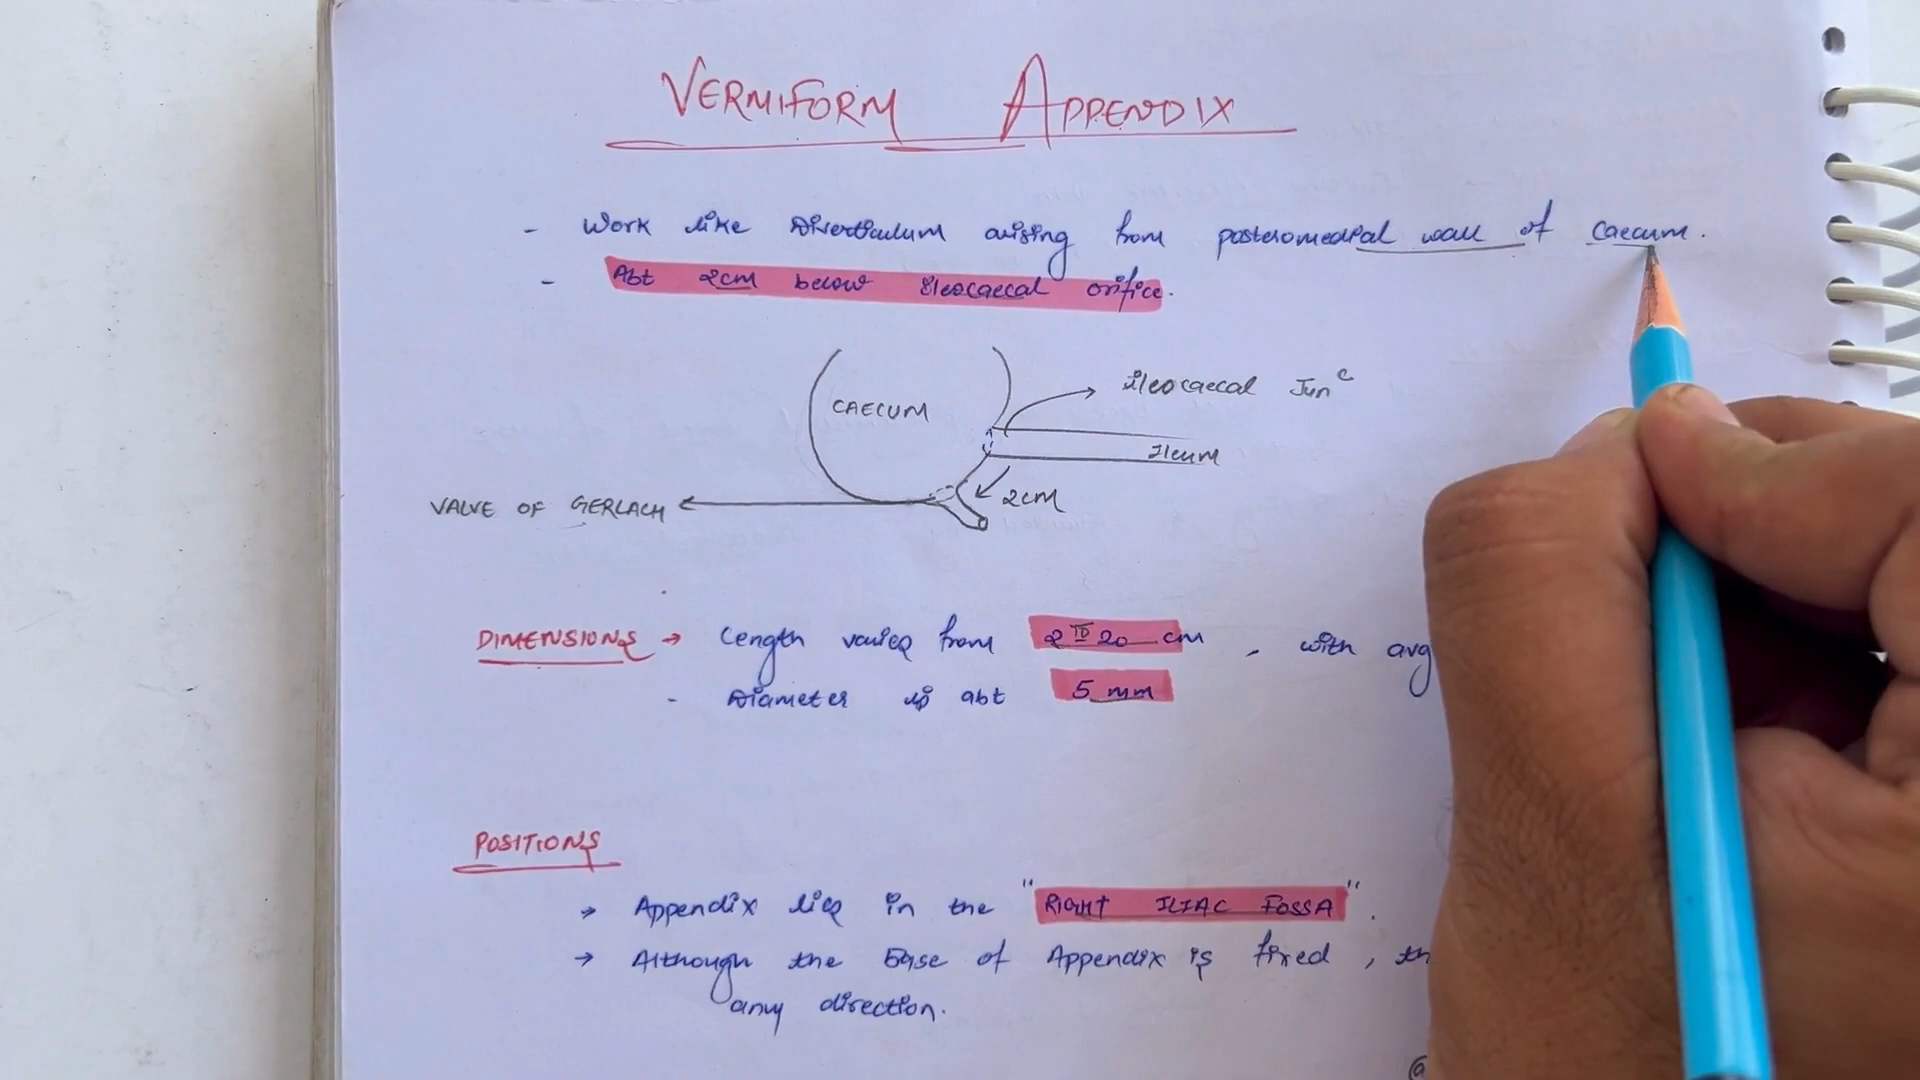 VERMIFORM APPENDIX
- Work like Diverticulum arising from posteromedial wall of Caecum.
- Abt 2cm below ileocaecal orifice.
CAECUM
ileocaecal Junc
Ileum
2cm
VALVE OF GERLACH
DIMENSIONS → Length varies from 2 TO 20 cm, with avg
- Diameter is abt 5 mm
POSITIONS
→ Appendix lies in the "RIGHT ILIAC FOSSA".
→ Although the base of Appendix is fixed, th
any direction.